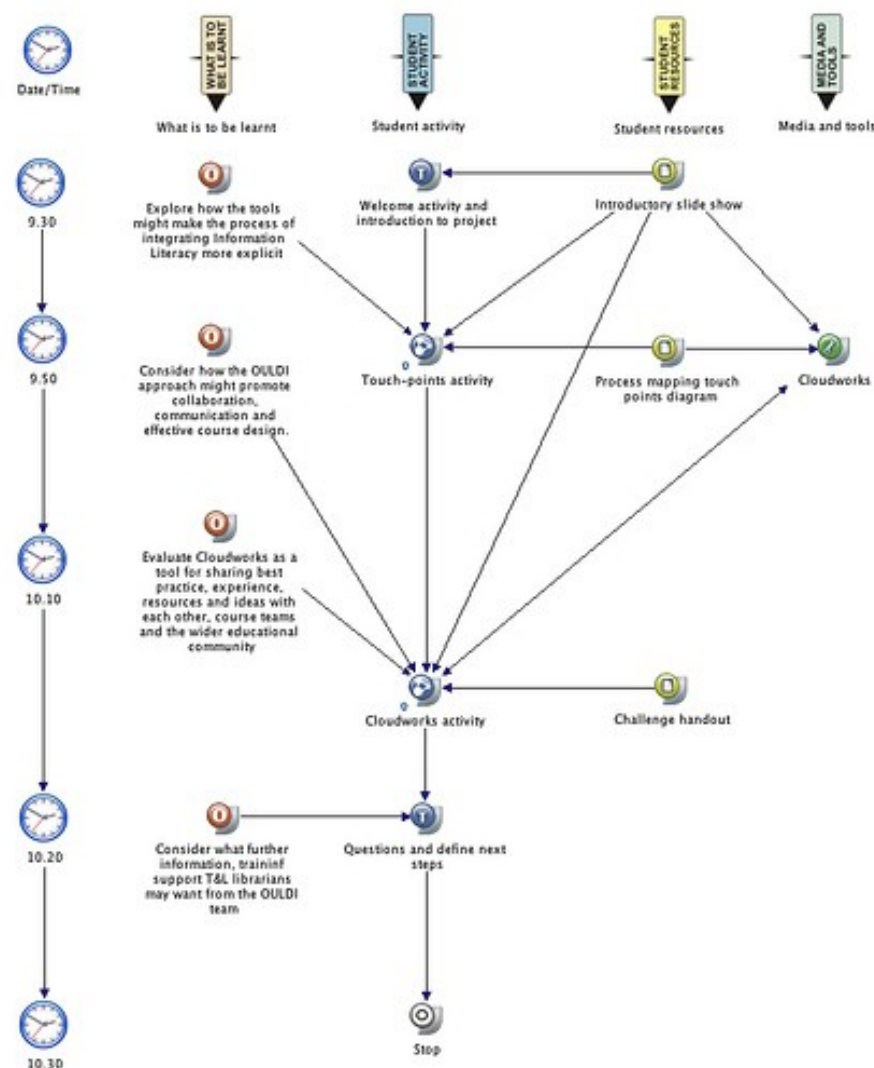 WHAT IS TO
BE LEARNT
STUDENT
ACTIVITY
STUDENT
RESOURCES
MEDIA AND
TOOLS
Date/Time
What is to be learnt
Student activity
Student resources
Media and tools
9.30
Explore how the tools
might make the process of
integrating Information
Literacy more explicit
Welcome activity and
introduction to project
Introductory slide show
9.50
Consider how the OULDI
approach might promote
collaboration,
communication and
effective course design.
Touch-points activity
Process mapping touch
points diagram
Cloudworks
10.10
Evaluate Cloudworks as a
tool for sharing best
practice, experience,
resources and ideas with
each other, course teams
and the wider educational
community
Cloudworks activity
Challenge handout
10.20
Consider what further
information, traininf
support T&L librarians
may want from the OULDI
team
Questions and define next
steps
Stop
10.30